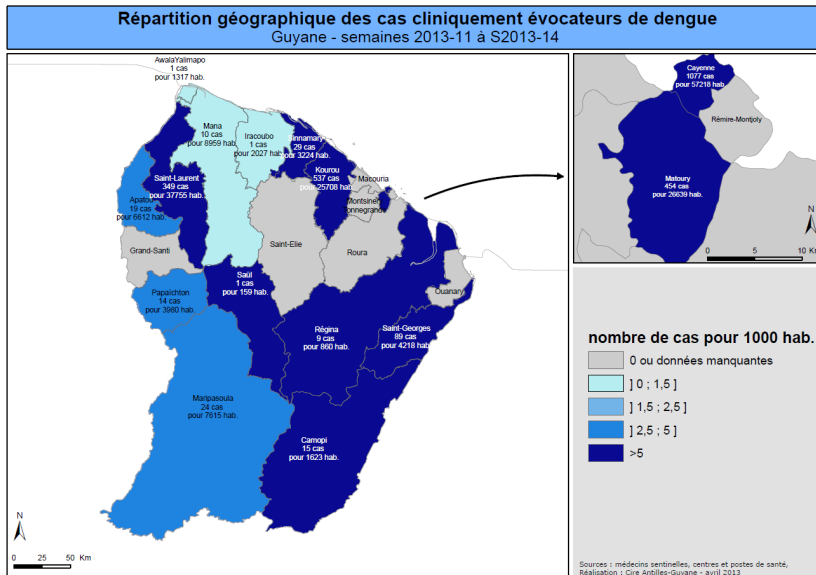 Répartition géographique des cas cliniquement évocateurs de dengue
Guyane - semaines 2013-11 à S2013-14
AwalaYalimapo
1 cas
pour 1317 hab.
Mana
10 cas
pour 8959 hab.
Iracoubo
1 cas
pour 2027 hab.
Sinnamary
29 cas
pour 3224 hab.
Kourou
537 cas
pour 25708 hab.
Macouria
Saint-Laurent
349 cas
pour 37755 hab.
Apatou
19 cas
pour 6612 hab.
Grand-Santi
Saint-Elie
Roura
Saül
1 cas
pour 159 hab.
Ouanary
Papaïchton
14 cas
pour 3980 hab.
Régina
9 cas
pour 860 hab.
Saint-Georges
89 cas
pour 4218 hab.
Maripasoula
24 cas
pour 7615 hab.
Camopi
15 cas
pour 1623 hab.
N
0 25 50 Km
Cayenne
1077 cas
pour 57218 hab.
Rémire-Montjoly
Matoury
454 cas
pour 26639 hab.
N
0 5 10 Km
nombre de cas pour 1000 hab.
0 ou données manquantes
] 0 ; 1,5 ]
] 1,5 ; 2,5 ]
] 2,5 ; 5 ]
>5
Sources : médecins sentinelles, centres et postes de santé,
Réalisation : Cire Antilles-Guyane - avril 2013